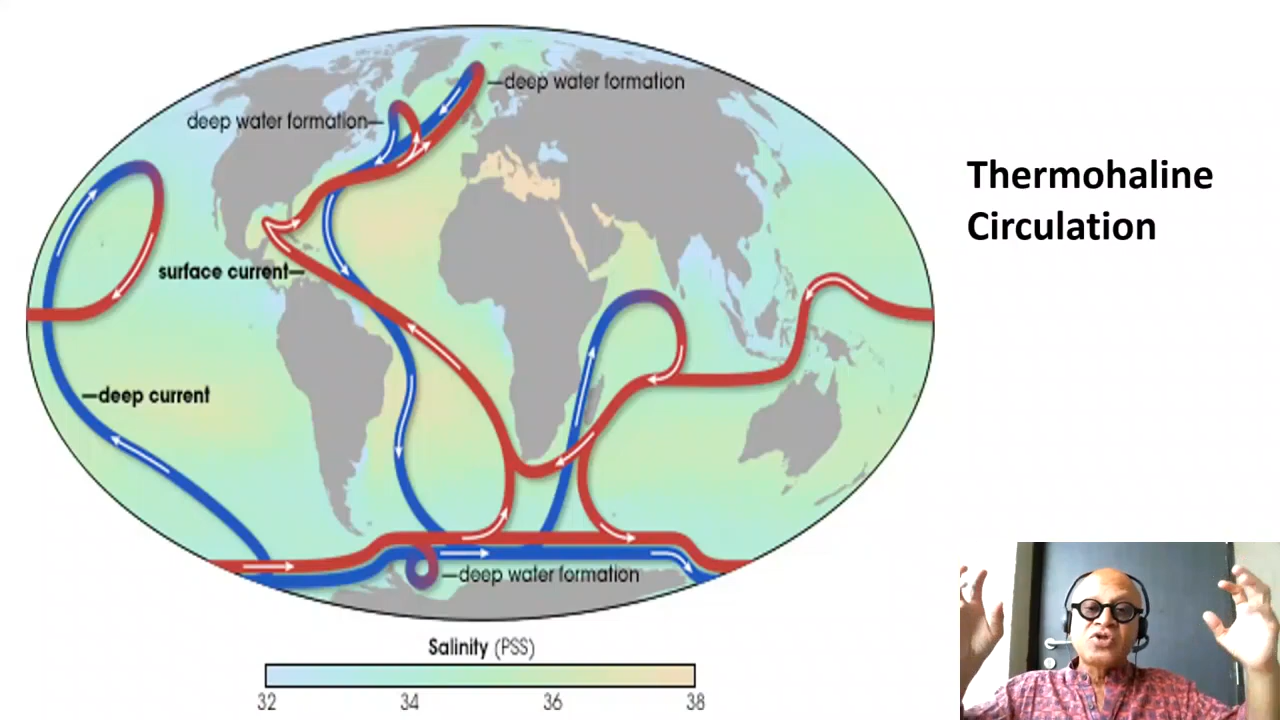 Thermohaline
Circulation
—deep water formation
deep water formation—
surface current—
—deep current
—deep water formation
Salinity (PSS)
32 34 36 38